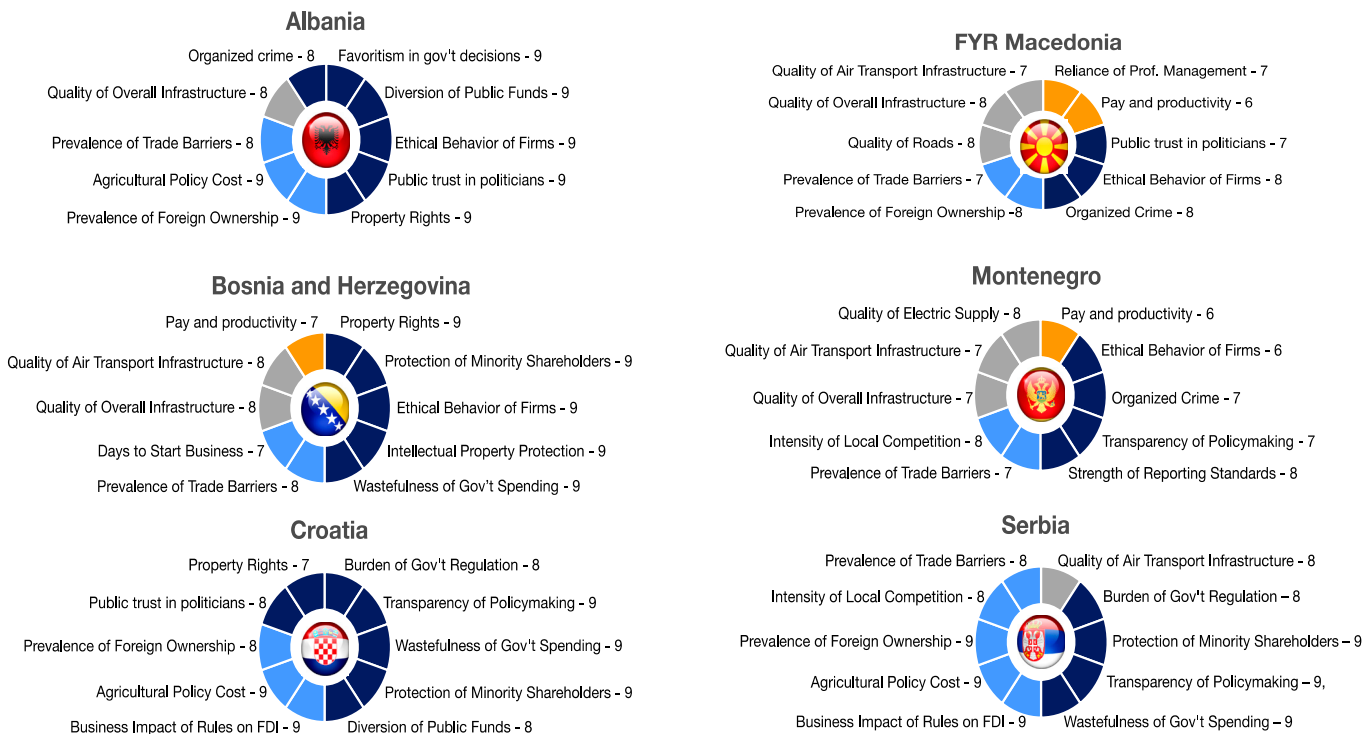 Albania
Organized crime - 8
Favoritism in gov't decisions - 9
Quality of Overall Infrastructure - 8
Diversion of Public Funds - 9
Prevalence of Trade Barriers - 8
Ethical Behavior of Firms - 9
Agricultural Policy Cost - 9
Public trust in politicians - 9
Prevalence of Foreign Ownership - 9
Property Rights - 9
FYR Macedonia
Quality of Air Transport Infrastructure - 7
Reliance of Prof. Management - 7
Quality of Overall Infrastructure - 8
Pay and productivity - 6
Quality of Roads - 8
Public trust in politicians - 7
Prevalence of Trade Barriers - 7
Ethical Behavior of Firms - 8
Prevalence of Foreign Ownership -8
Organized Crime - 8
Bosnia and Herzegovina
Pay and productivity - 7
Property Rights - 9
Quality of Air Transport Infrastructure - 8
Protection of Minority Shareholders - 9
Quality of Overall Infrastructure - 8
Ethical Behavior of Firms - 9
Days to Start Business - 7
Intellectual Property Protection - 9
Prevalence of Trade Barriers - 8
Wastefulness of Gov't Spending - 9
Montenegro
Quality of Electric Supply - 8
Pay and productivity - 6
Quality of Air Transport Infrastructure - 7
Ethical Behavior of Firms - 6
Quality of Overall Infrastructure - 7
Organized Crime - 7
Intensity of Local Competition - 8
Transparency of Policymaking - 7
Prevalence of Trade Barriers - 7
Strength of Reporting Standards - 8
Croatia
Property Rights - 7
Burden of Gov't Regulation - 8
Public trust in politicians - 8
Transparency of Policymaking - 9
Prevalence of Foreign Ownership - 8
Wastefulness of Gov't Spending - 9
Agricultural Policy Cost - 9
Protection of Minority Shareholders - 9
Business Impact of Rules on FDI - 9
Diversion of Public Funds - 8
Serbia
Prevalence of Trade Barriers - 8
Quality of Air Transport Infrastructure - 8
Intensity of Local Competition - 8
Burden of Gov't Regulation – 8
Prevalence of Foreign Ownership - 9
Protection of Minority Shareholders – 9
Agricultural Policy Cost - 9
Transparency of Policymaking – 9,
Business Impact of Rules on FDI - 9
Wastefulness of Gov't Spending – 9